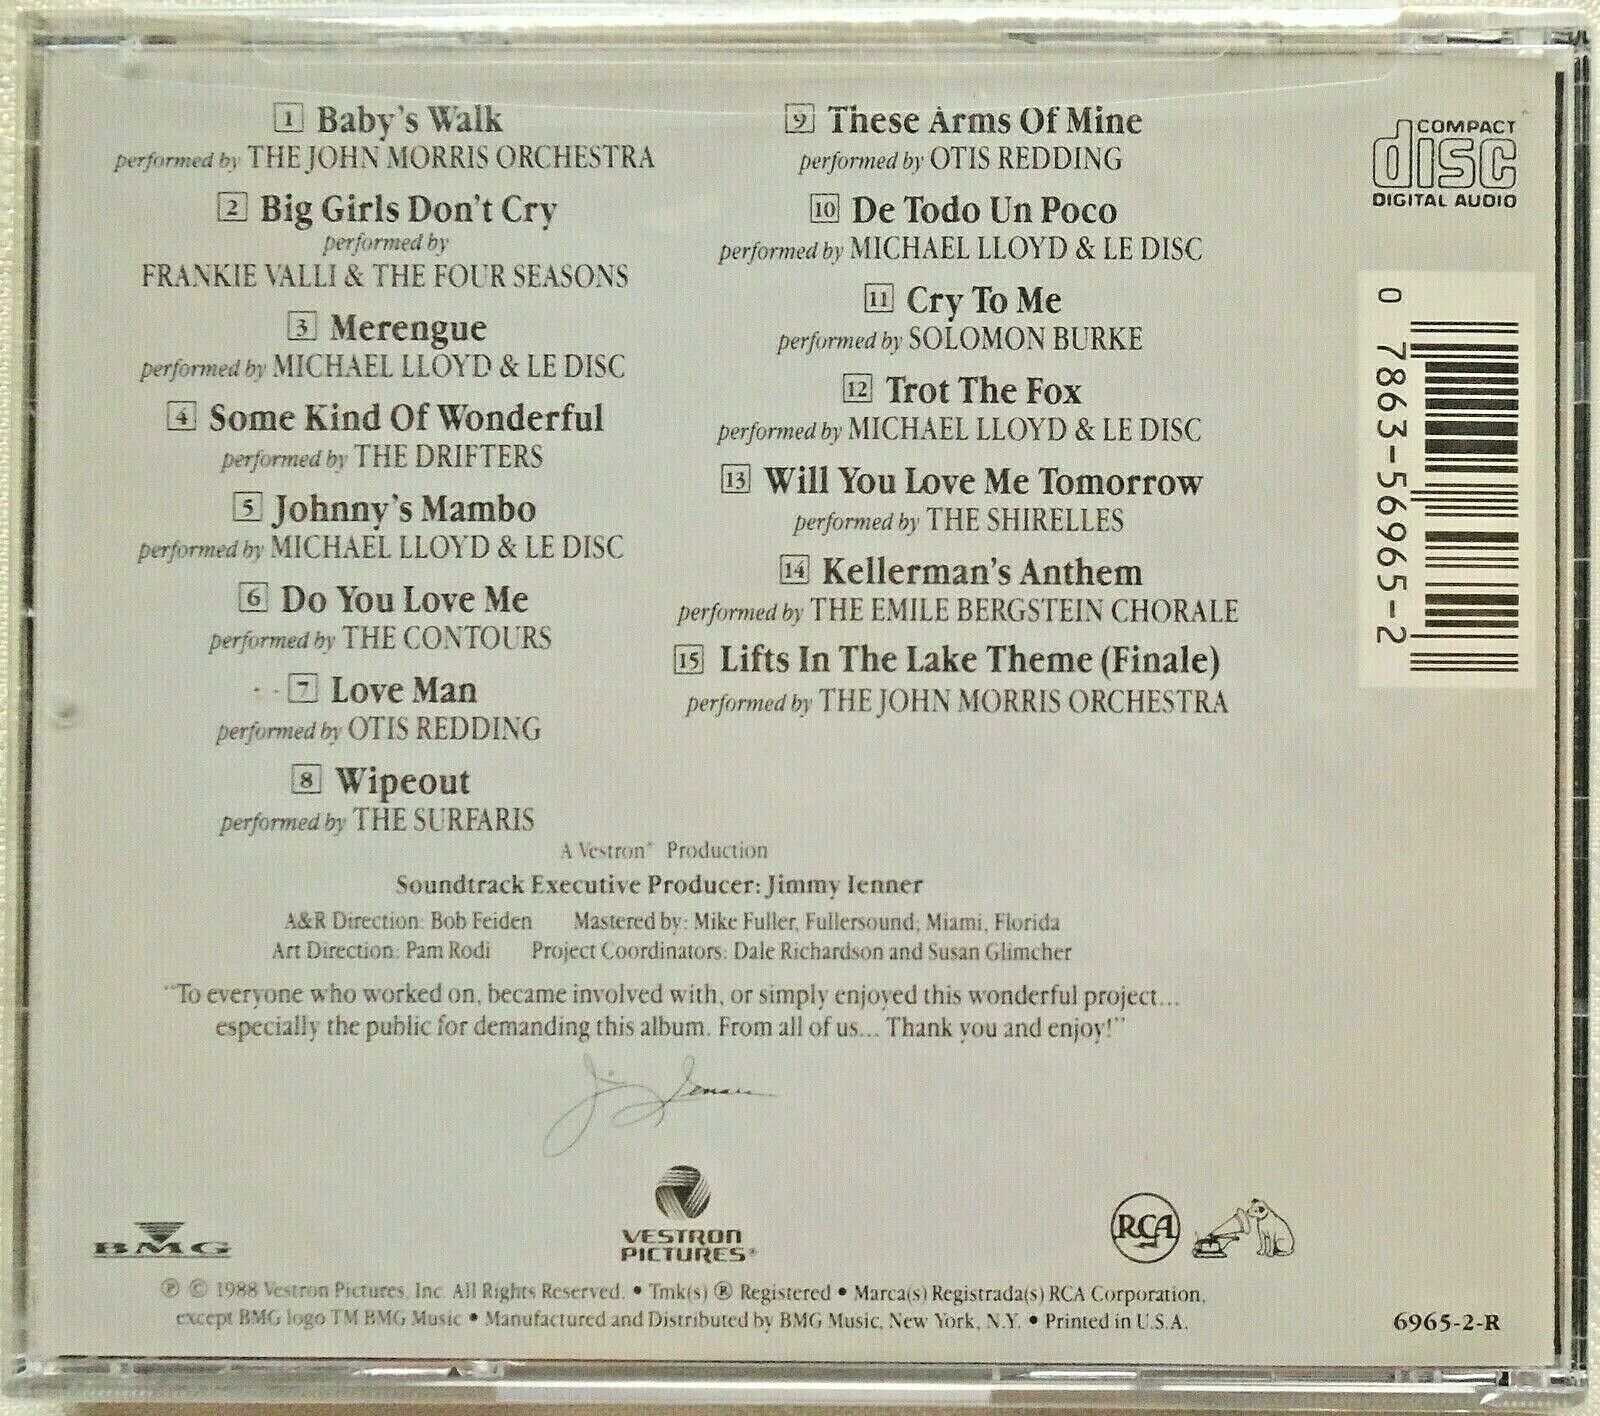 1 Baby's Walk
performed by THE JOHN MORRIS ORCHESTRA
2 Big Girls Don't Cry
performed by
FRANKIE VALLI & THE FOUR SEASONS
3 Merengue
performed by MICHAEL LLOYD & LE DISC
4 Some Kind Of Wonderful
performed by THE DRIFTERS
5 Johnny's Mambo
performed by MICHAEL LLOYD & LE DISC
6 Do You Love Me
performed by THE CONTOURS
7 Love Man
performed by OTIS REDDING
8 Wipeout
performed by THE SURFARIS
9 These Arms Of Mine
performed by OTIS REDDING
10 De Todo Un Poco
performed by MICHAEL LLOYD & LE DISC
11 Cry To Me
performed by SOLOMON BURKE
12 Trot The Fox
performed by MICHAEL LLOYD & LE DISC
13 Will You Love Me Tomorrow
performed by THE SHIRELLES
14 Kellerman's Anthem
performed by THE EMILE BERGSTEIN CHORALE
15 Lifts In The Lake Theme (Finale)
performed by THE JOHN MORRIS ORCHESTRA
COMPACT
disc
DIGITAL AUDIO
0 7863-56965-2
A Vestron® Production
Soundtrack Executive Producer: Jimmy Ienner
A&R Direction: Bob Feiden Mastered by: Mike Fuller, Fullersound; Miami, Florida
Art Direction: Pam Rodi Project Coordinators: Dale Richardson and Susan Glimcher
"To everyone who worked on, became involved with, or simply enjoyed this wonderful project...
especially the public for demanding this album. From all of us... Thank you and enjoy!"
Jim Ienner
BMG
VESTRON
PICTURES®
RCA
℗ © 1988 Vestron Pictures, Inc. All Rights Reserved. • Tmk(s) ® Registered • Marca(s) Registrada(s) RCA Corporation,
except BMG logo TM BMG Music • Manufactured and Distributed by BMG Music, New York, N.Y. • Printed in U.S.A.
6965-2-R